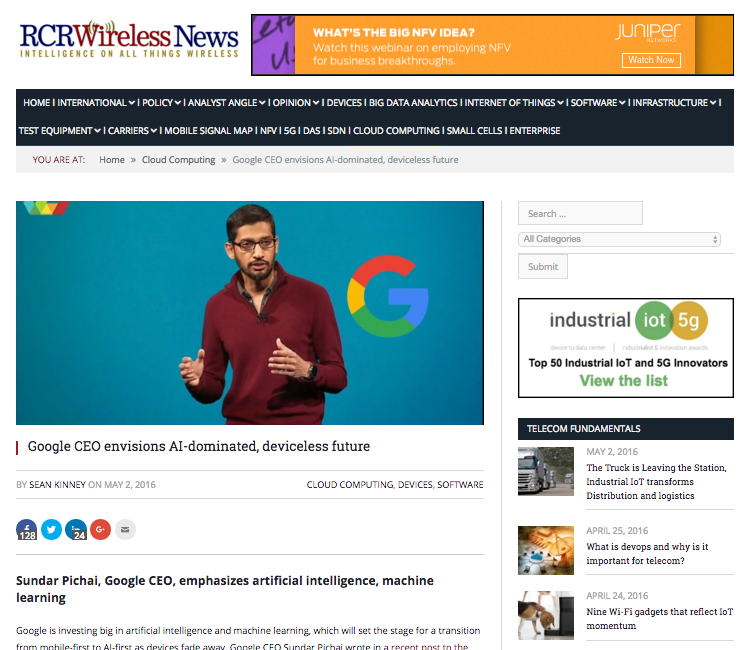 RCRWireless News
INTELLIGENCE ON ALL THINGS WIRELESS
WHAT'S THE BIG NFV IDEA?
Watch this webinar on employing NFV
for business breakthroughs.
JUNIPER
NETWORKS
Watch Now
HOME | INTERNATIONAL | POLICY | ANALYST ANGLE | OPINION | DEVICES | BIG DATA ANALYTICS | INTERNET OF THINGS | SOFTWARE | INFRASTRUCTURE |
TEST EQUIPMENT | CARRIERS | MOBILE SIGNAL MAP | NFV | 5G | DAS | SDN | CLOUD COMPUTING | SMALL CELLS | ENTERPRISE
YOU ARE AT: Home » Cloud Computing » Google CEO envisions AI-dominated, deviceless future
Google CEO envisions AI-dominated, deviceless future
BY SEAN KINNEY ON MAY 2, 2016
CLOUD COMPUTING, DEVICES, SOFTWARE
128
24
G+
Sundar Pichai, Google CEO, emphasizes artificial intelligence, machine
learning
Google is investing big in artificial intelligence and machine learning, which will set the stage for a transition
from mobile-first to AI-first as devices fade away, Google CEO Sundar Pichai wrote in a recent post to the
Search ...
All Categories
Submit
industrial iot 5g
device to data center | industrial iot & innovation awards
Top 50 Industrial IoT and 5G Innovators
View the list
TELECOM FUNDAMENTALS
MAY 2, 2016
The Truck is Leaving the Station,
Industrial IoT transforms
Distribution and logistics
APRIL 25, 2016
What is devops and why is it
important for telecom?
APRIL 24, 2016
Nine Wi-Fi gadgets that reflect IoT
momentum